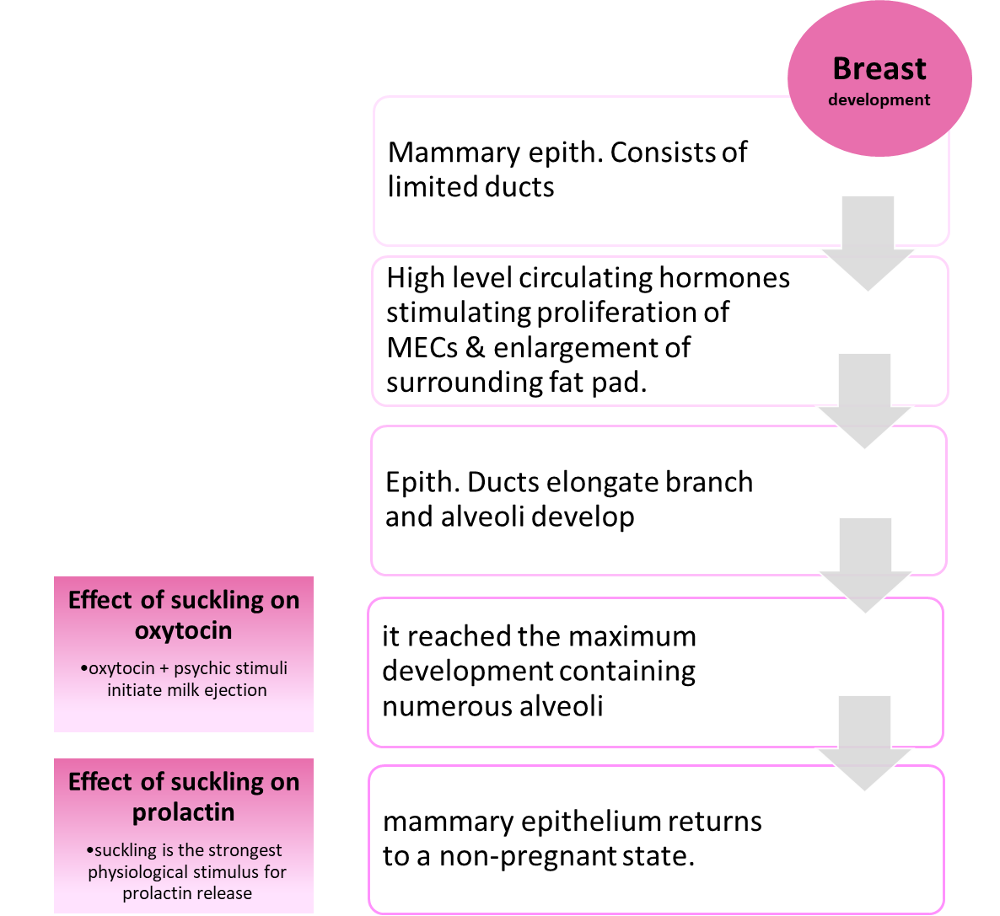 Breast
development
Mammary epith. Consists of
limited ducts
High level circulating hormones
stimulating proliferation of
MECs & enlargement of
surrounding fat pad.
Epith. Ducts elongate branch
and alveoli develop
it reached the maximum
development containing
numerous alveoli
mammary epithelium returns
to a non-pregnant state.
Effect of suckling on
oxytocin
•oxytocin + psychic stimuli
initiate milk ejection
Effect of suckling on
prolactin
•suckling is the strongest
physiological stimulus for
prolactin release